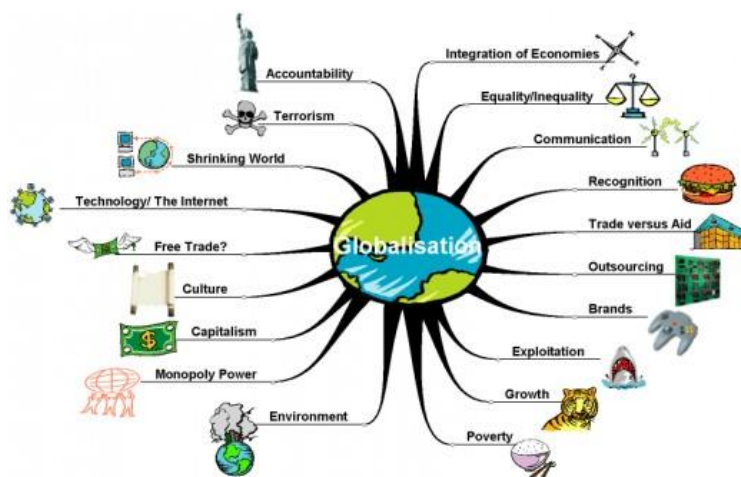 Integration of Economies
Accountability
Equality/Inequality
Terrorism
Communication
Shrinking World
Recognition
Technology/ The Internet
Trade versus Aid
Globalisation
Free Trade?
Outsourcing
Culture
Brands
Capitalism
Exploitation
Monopoly Power
Growth
Environment
Poverty